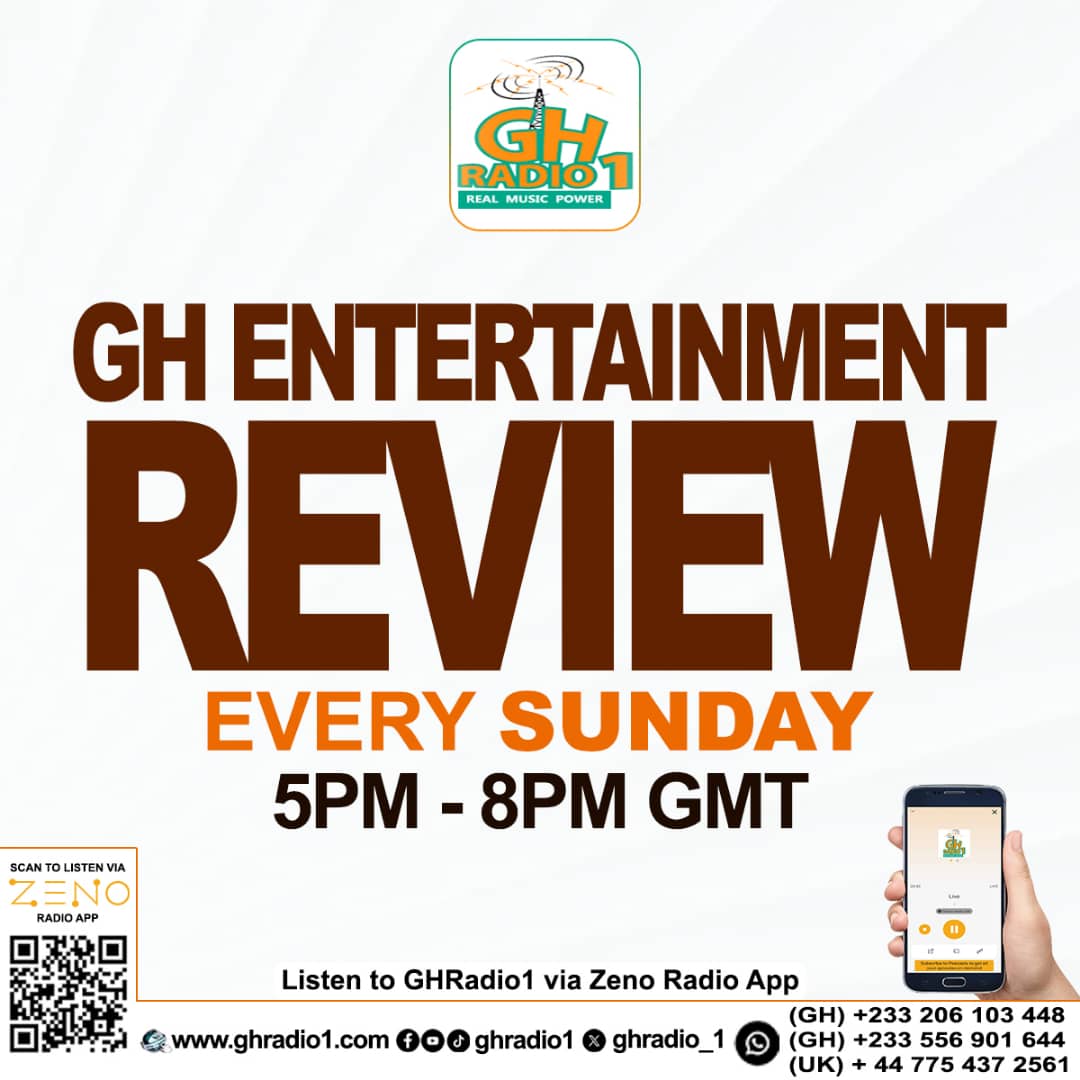 GH
RADIO 1
REAL MUSIC POWER
GH ENTERTAINMENT
REVIEW
EVERY SUNDAY
5PM - 8PM GMT
SCAN TO LISTEN VIA
ZENO
RADIO APP
Live
Listen to GHRadio1 via Zeno Radio App
www.ghradio1.com ghradio1 ghradio_1
(GH) +233 206 103 448
(GH) +233 556 901 644
(UK) + 44 775 437 2561